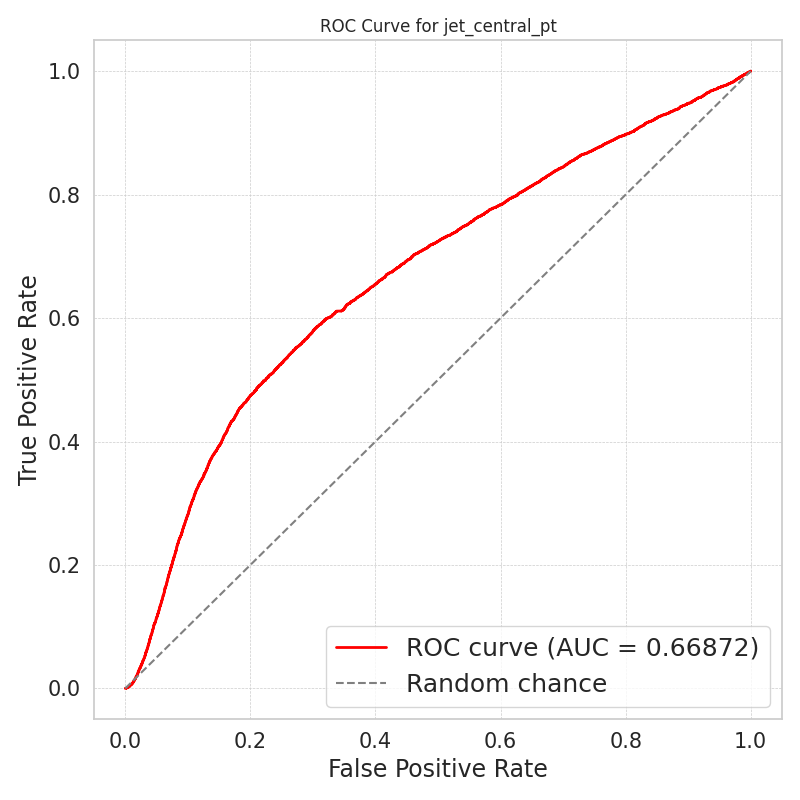 ROC Curve for jet_central_pt
True Positive Rate
1.0
0.8
0.6
0.4
0.2
0.0
ROC curve (AUC = 0.66872)
Random chance
0.0 0.2 0.4 0.6 0.8 1.0
False Positive Rate